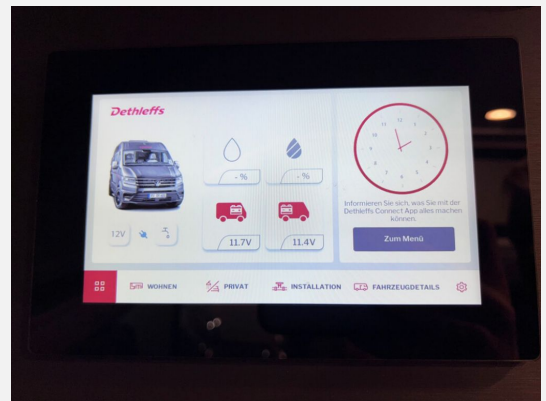 Dethleffs
- %
- %
11.7V
11.4V
12V
Informieren Sie sich, was Sie mit der
Dethleffs Connect App alles machen
können.
Zum Menü
WOHNEN
PRIVAT
INSTALLATION
FAHRZEUGDETAILS